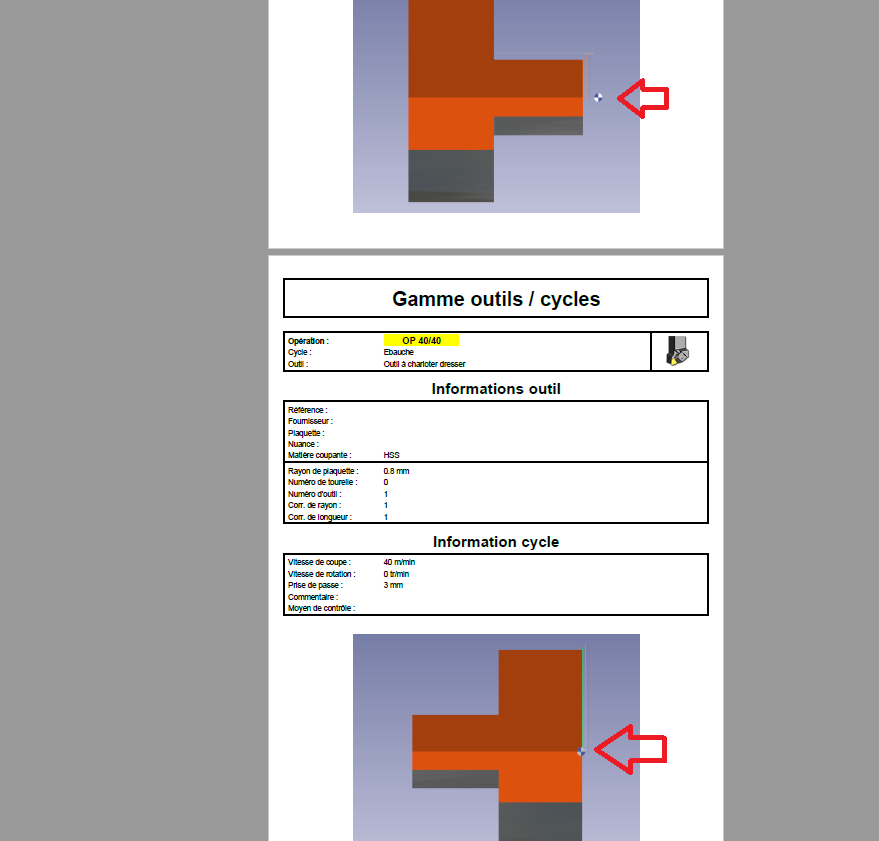 Gamme outils / cycles
Opération : OP 40/40
Cycle : Ebauche
Outil : Outil à charioter dresser
Informations outil
Référence :
Fournisseur :
Plaquette :
Nuance :
Matière coupante : HSS
Rayon de plaquette : 0.8 mm
Numéro de tourelle : 0
Numéro d'outil : 1
Corr. de rayon : 1
Corr. de longueur : 1
Information cycle
Vitesse de coupe : 40 m/min
Vitesse de rotation : 0 tr/min
Prise de passe : 3 mm
Commentaire :
Moyen de contrôle :